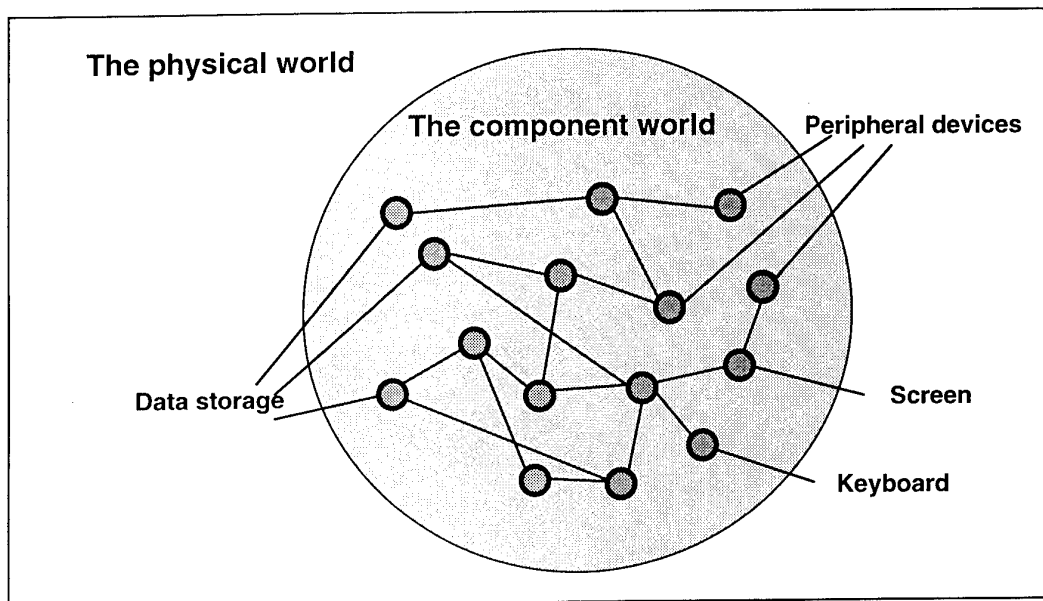 The physical world
The component world
Peripheral devices
Data storage
Screen
Keyboard